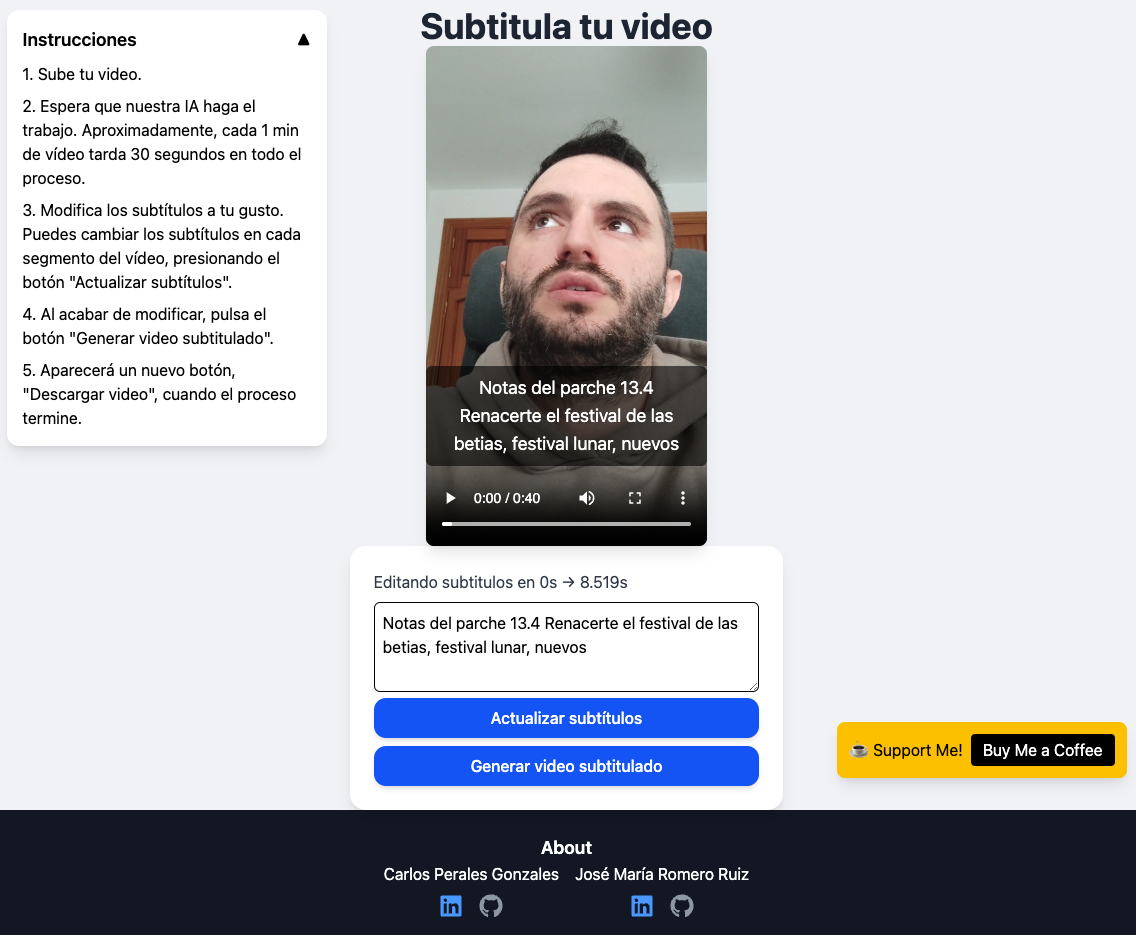 Subtitula tu video
Instrucciones ▲
1. Sube tu video.
2. Espera que nuestra IA haga el
trabajo. Aproximadamente, cada 1 min
de vídeo tarda 30 segundos en todo el
proceso.
3. Modifica los subtítulos a tu gusto.
Puedes cambiar los subtítulos en cada
segmento del vídeo, presionando el
botón "Actualizar subtítulos".
4. Al acabar de modificar, pulsa el
botón "Generar video subtitulado".
5. Aparecerá un nuevo botón,
"Descargar video", cuando el proceso
termine.
Notas del parche 13.4
Renacerte el festival de las
betias, festival lunar, nuevos
0:00 / 0:40
Editando subtitulos en 0s → 8.519s
Notas del parche 13.4 Renacerte el festival de las
betias, festival lunar, nuevos
Actualizar subtítulos
Generar video subtitulado
☕ Support Me! Buy Me a Coffee
About
Carlos Perales Gonzales José María Romero Ruiz